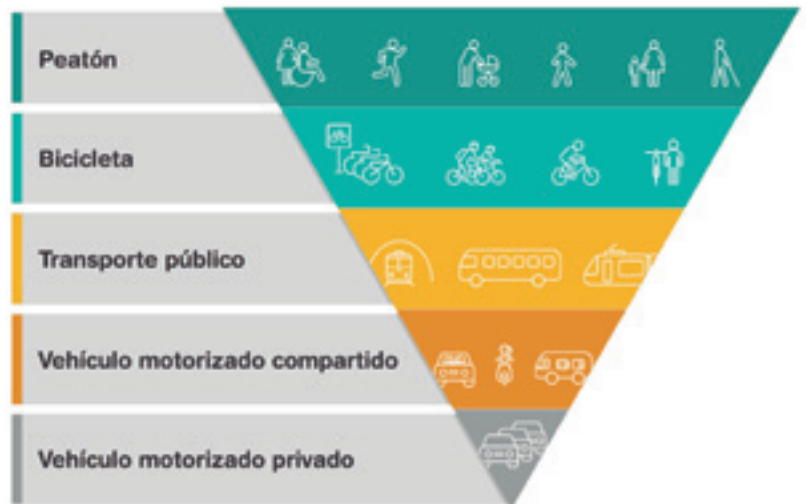 Peatón
Bicicleta
Transporte público
Vehículo motorizado compartido
Vehículo motorizado privado